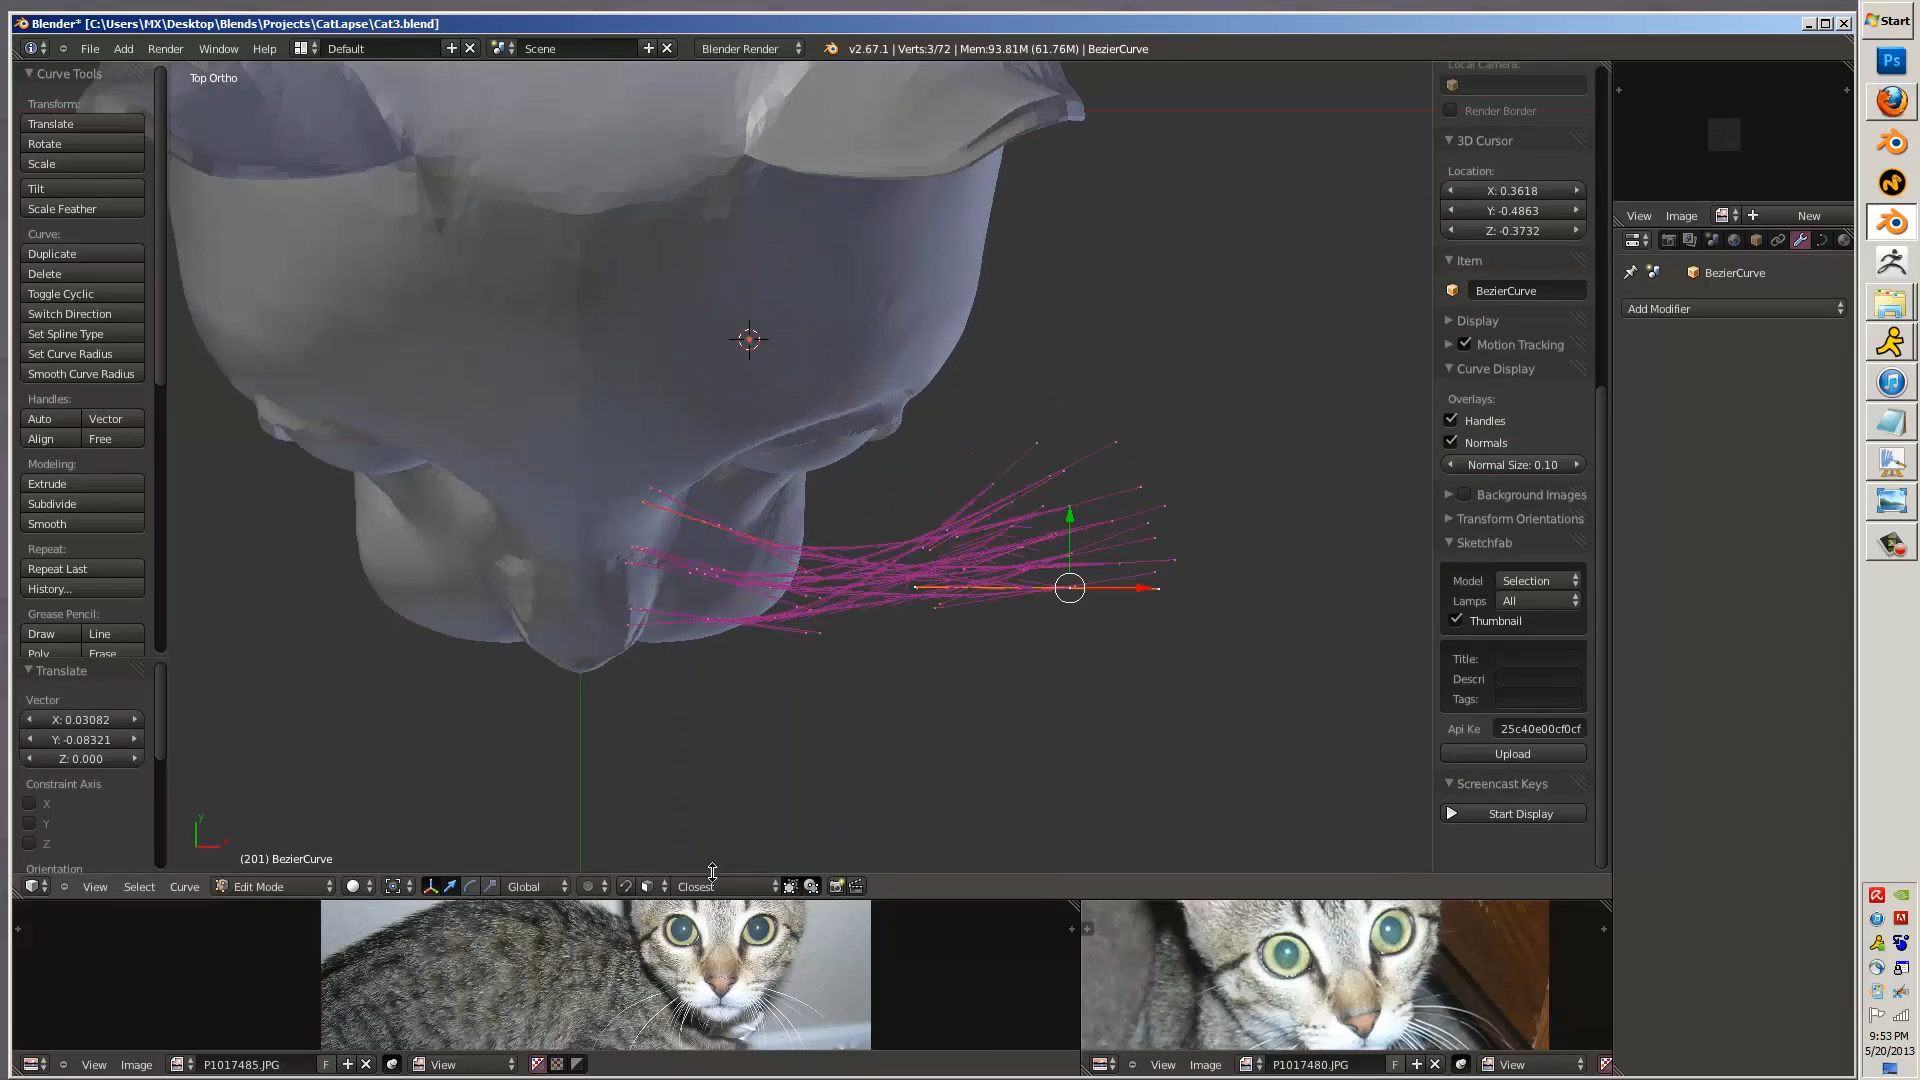 Blender* [C:\Users\MX\Desktop\Blends\Projects\CatLapse\Cat3.blend]
Start
File Add Render Window Help Default Scene Blender Render v2.67.1 | Verts:3/72 | Mem:93.81M (61.76M) | BezierCurve
Ps
Curve Tools
Top Ortho
Transform:
Translate
Rotate
Scale
Tilt
Scale Feather
Curve:
Duplicate
Delete
Toggle Cyclic
Switch Direction
Set Spline Type
Set Curve Radius
Smooth Curve Radius
Handles:
Auto Vector
Align Free
Modeling:
Extrude
Subdivide
Smooth
Repeat:
Repeat Last
History...
Grease Pencil:
Draw Line
Poly Erase
Translate
Vector
X: 0.03082
Y: -0.08321
Z: 0.000
Constraint Axis
X
Y
Z
Orientation
y
x
(201) BezierCurve
View Select Curve Edit Mode Global Closest
Local Camera:
Render Border
3D Cursor
Location:
X: 0.3618
Y: -0.4863
Z: -0.3732
Item
BezierCurve
Display
Motion Tracking
Curve Display
Overlays:
Handles
Normals
Normal Size: 0.10
Background Images
Transform Orientations
Sketchfab
Model Selection
Lamps All
Thumbnail
Title:
Descri
Tags:
Api Ke 25c40e00cf0cf
Upload
Screencast Keys
Start Display
View Image New
BezierCurve
Add Modifier
View Image P1017485.JPG F View
View Image P1017480.JPG F View
9:53 PM
5/20/2013